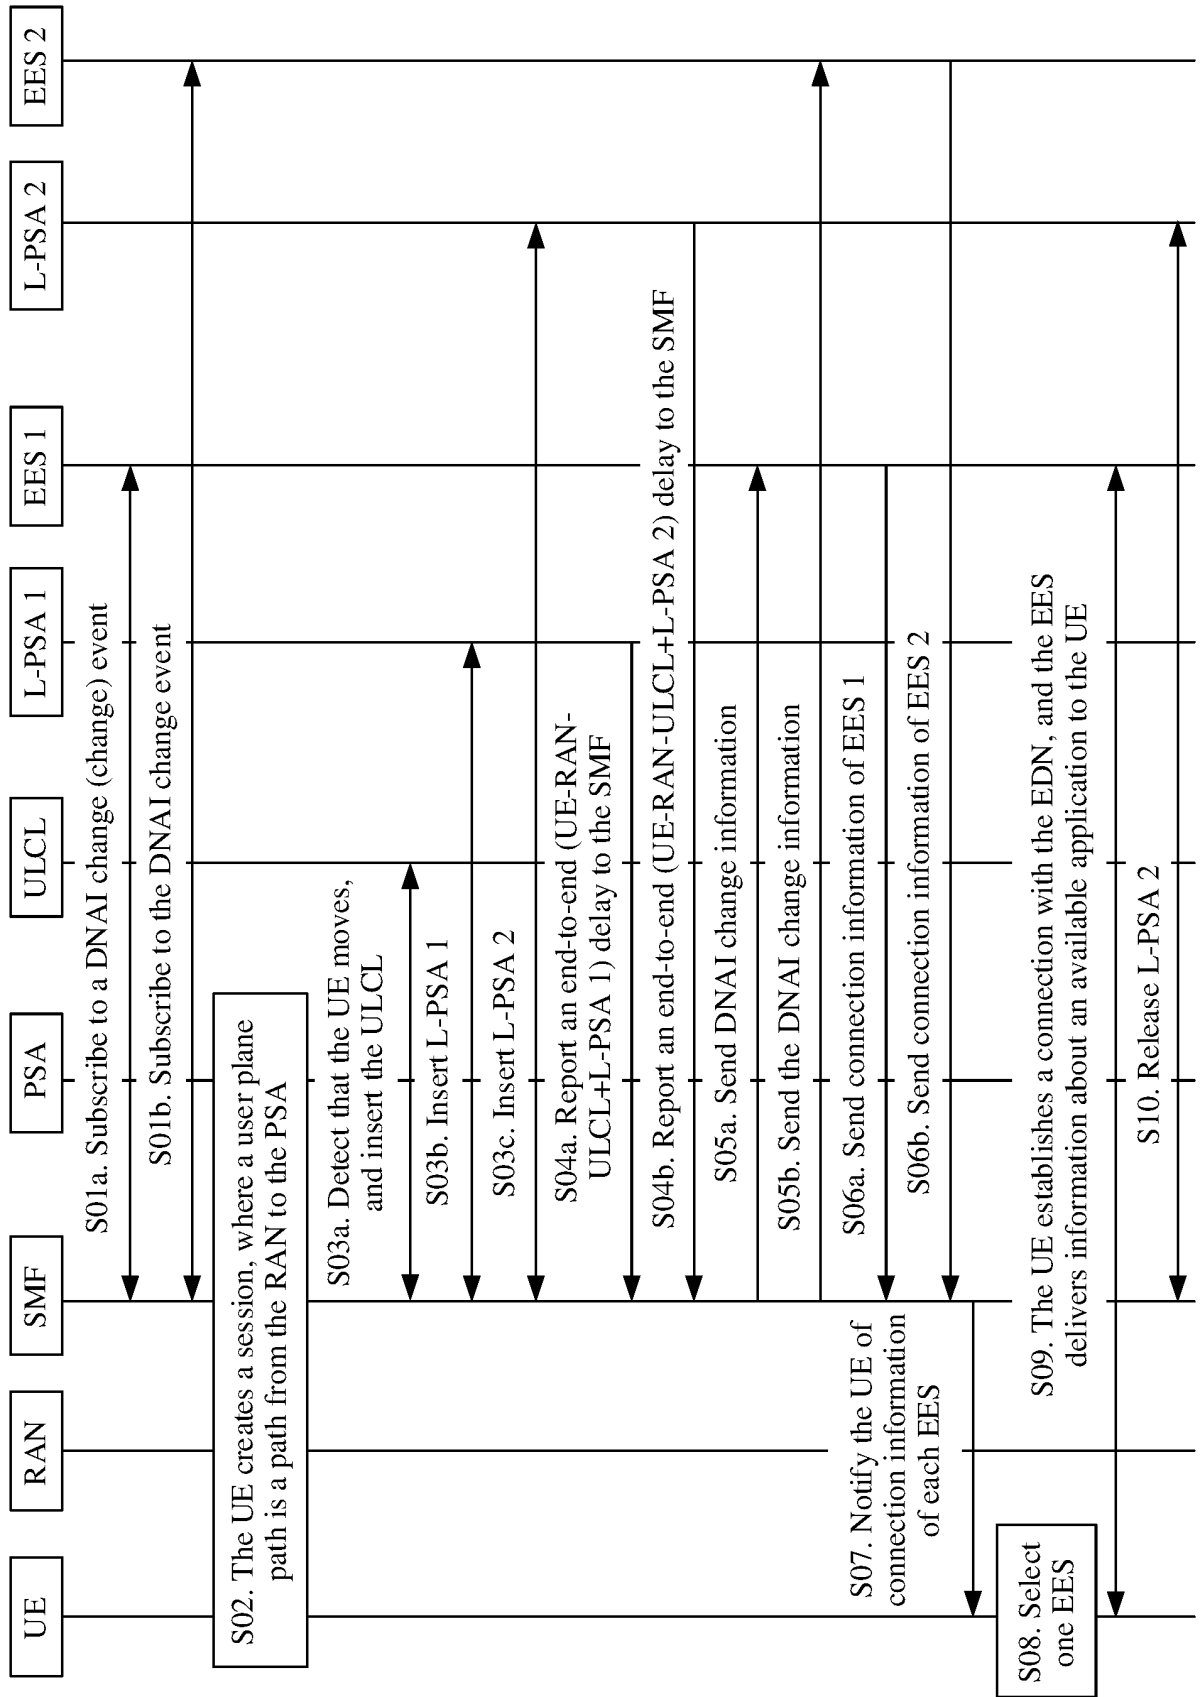 UE
RAN
SMF
PSA
ULCL
L-PSA 1
EES 1
L-PSA 2
EES 2
S01a. Subscribe to a DNAI change (change) event
S01b. Subscribe to the DNAI change event
S02. The UE creates a session, where a user plane
path is a path from the RAN to the PSA
S03a. Detect that the UE moves,
and insert the ULCL
S03b. Insert L-PSA 1
S03c. Insert L-PSA 2
S04a. Report an end-to-end (UE-RAN-
ULCL+L-PSA 1) delay to the SMF
S04b. Report an end-to-end (UE-RAN-ULCL+L-PSA 2) delay to the SMF
S05a. Send DNAI change information
S05b. Send the DNAI change information
S06a. Send connection information of EES 1
S06b. Send connection information of EES 2
S07. Notify the UE of
connection information
of each EES
S08. Select
one EES
S09. The UE establishes a connection with the EDN, and the EES
delivers information about an available application to the UE
S10. Release L-PSA 2